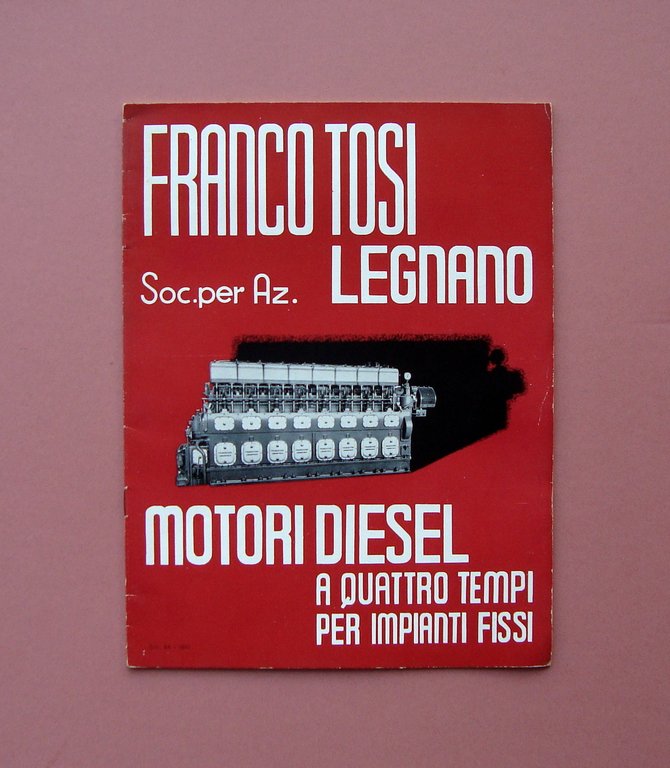 FRANCO TOSI
Soc.per Az. LEGNANO
MOTORI DIESEL
A QUATTRO TEMPI
PER IMPIANTI FISSI